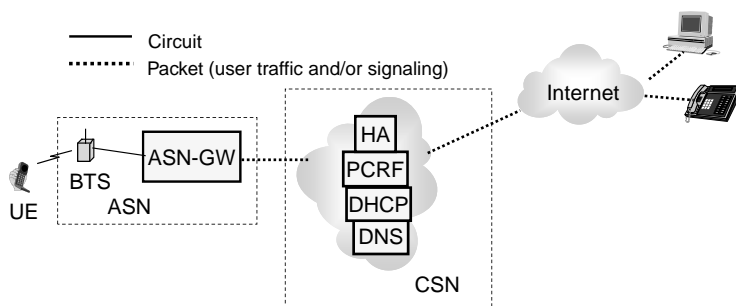 Circuit
Packet (user traffic and/or signaling)
Internet
HA
ASN-GW
PCRF
BTS
DHCP
UE
ASN
DNS
CSN